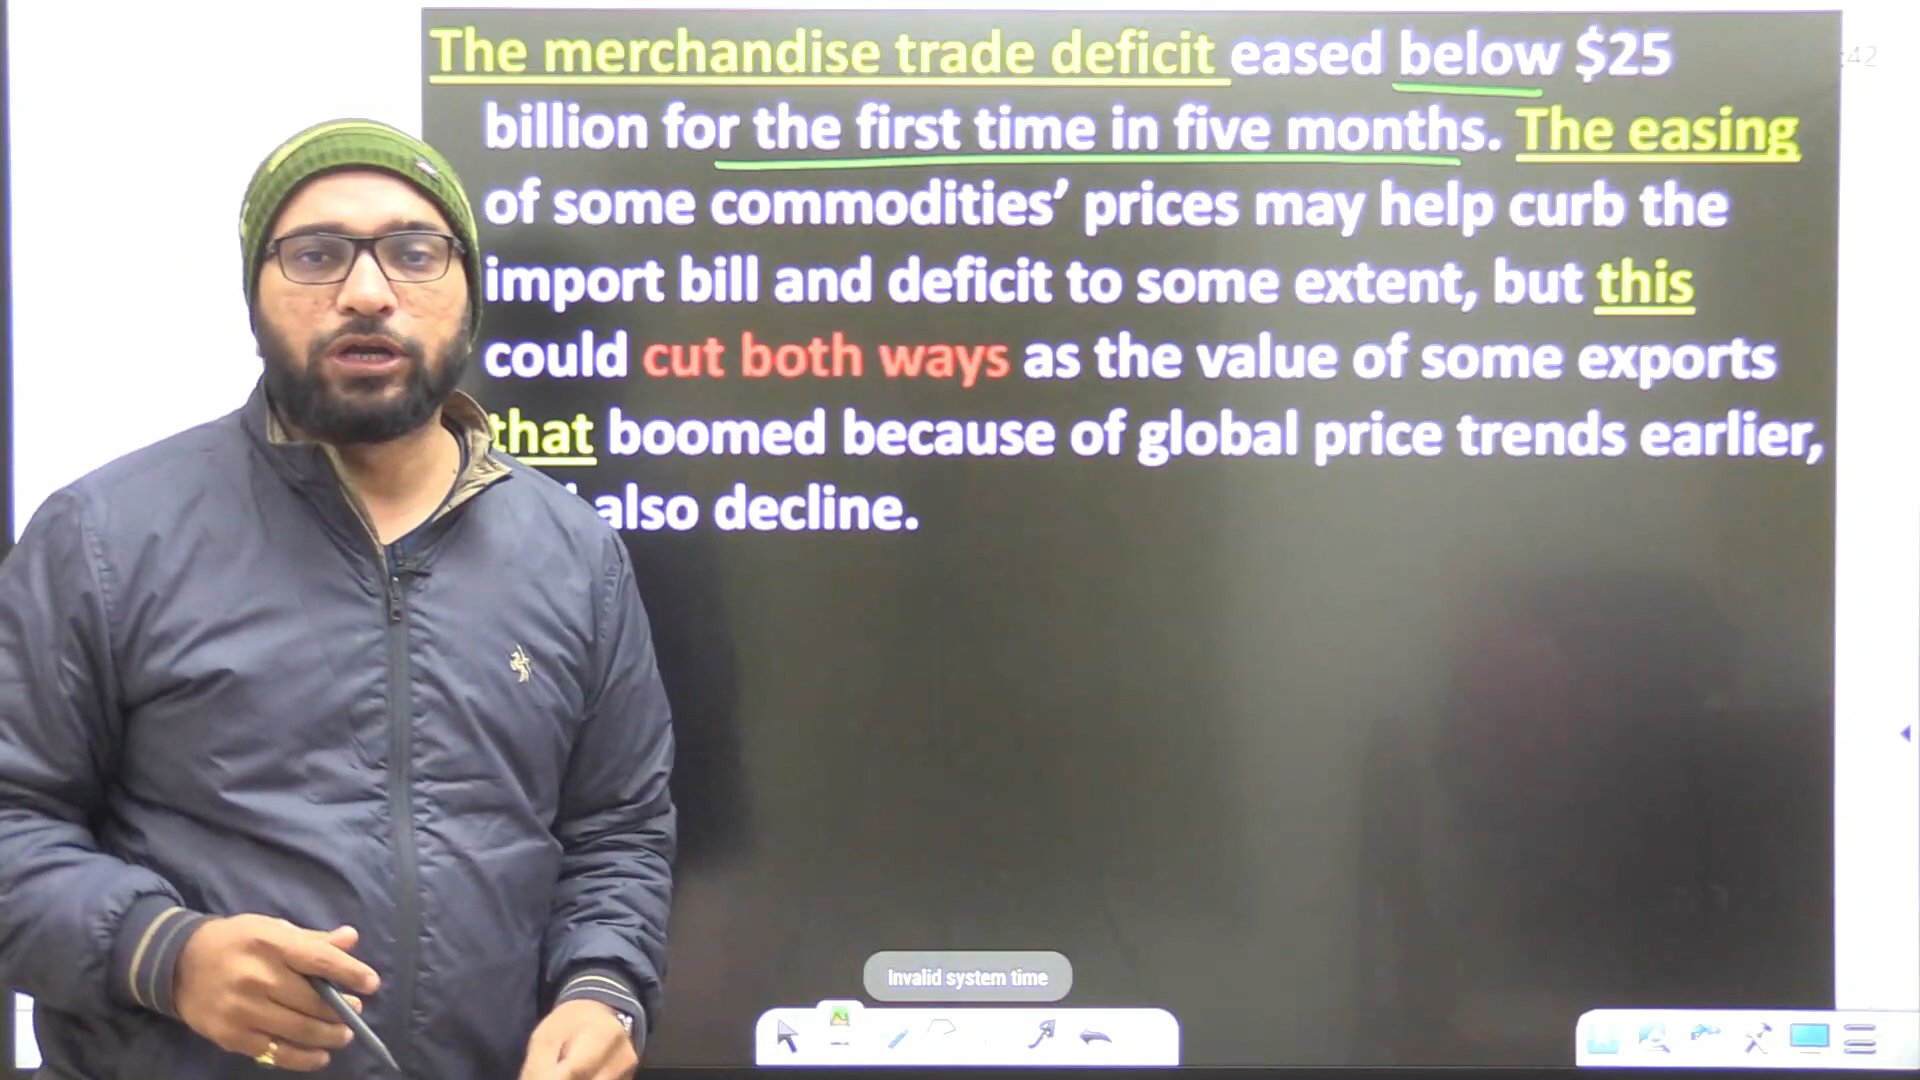 The merchandise trade deficit eased below $25
billion for the first time in five months. The easing
of some commodities’ prices may help curb the
import bill and deficit to some extent, but this
could cut both ways as the value of some exports
that boomed because of global price trends earlier,
also decline.
:42
Invalid system time